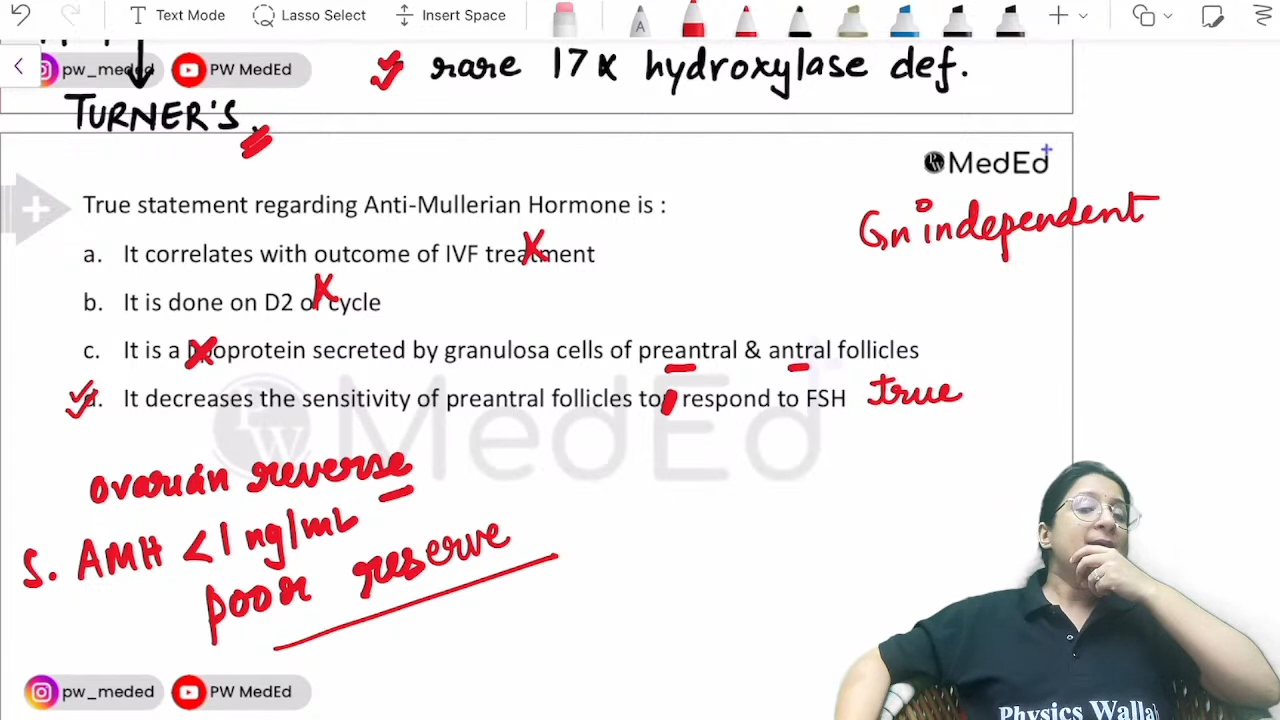 Text Mode Lasso Select Insert Space
pw_meded PW MedEd
rare 17α hydroxylase def.
TURNER'S
MedEd+
True statement regarding Anti-Mullerian Hormone is :
Gn independent
a. It correlates with outcome of IVF treatment
b. It is done on D2 of cycle
c. It is a lipoprotein secreted by granulosa cells of preantral & antral follicles
d. It decreases the sensitivity of preantral follicles to respond to FSH true
PW MedEd
ovarian reverse
S. AMH < 1 ng/mL
poor reserve
pw_meded PW MedEd
Physics Wallah